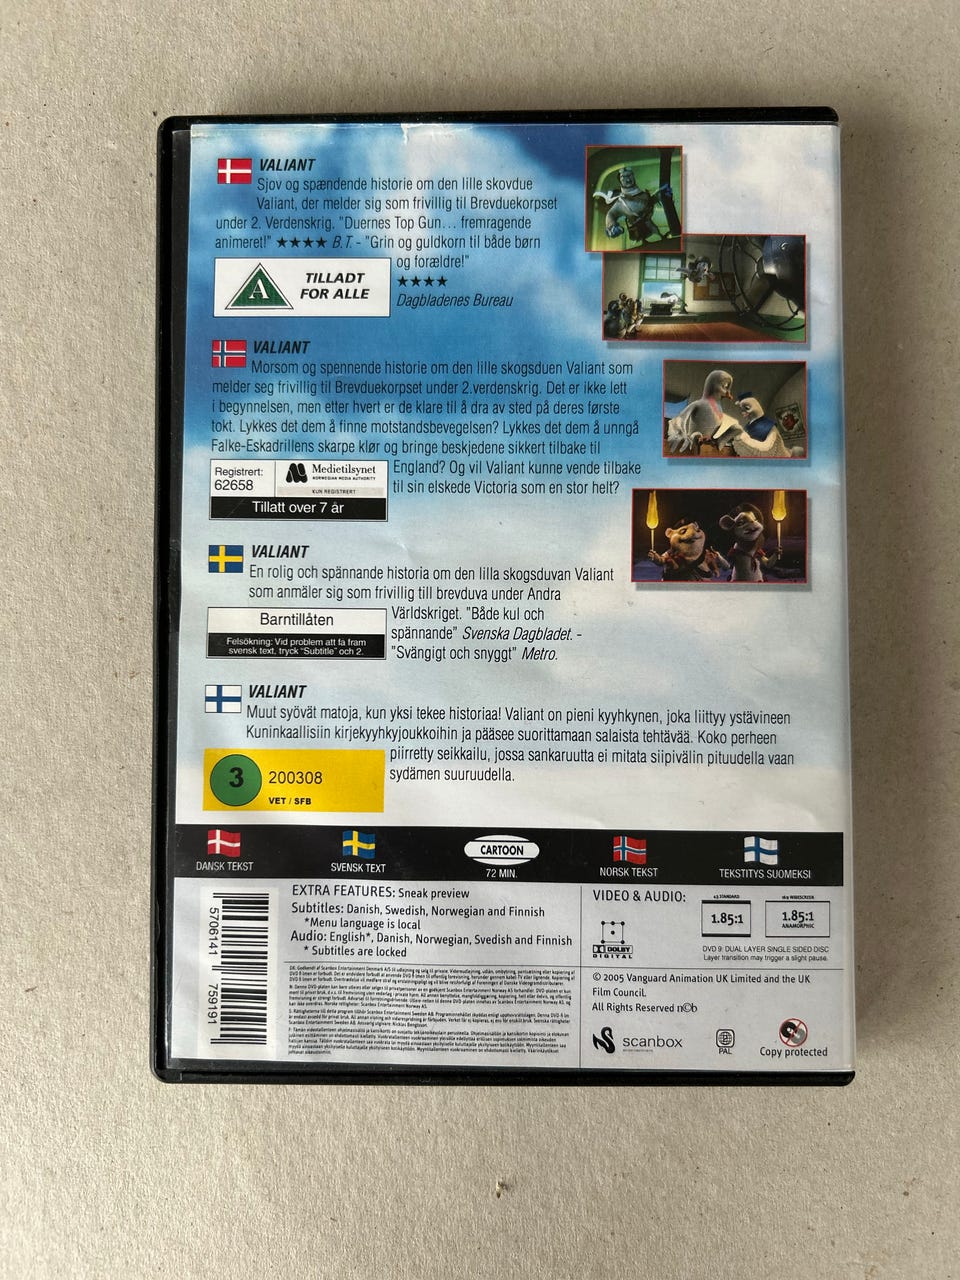 VALIANT
Sjov og spændende historie om den lille skovdue
Valiant, der melder sig som frivillig til Brevduekorpset
under 2. Verdenskrig. "Duernes Top Gun... fremragende
animeret!" ★★★★ B.T. - "Grin og guldkorn til både børn
og forældre!"
★★★★
Dagbladenes Bureau
A
TILLADT
FOR ALLE
VALIANT
Morsom og spennende historie om den lille skogsduen Valiant som
melder seg frivillig til Brevduekorpset under 2.verdenskrig. Det er ikke lett
i begynnelsen, men etter hvert er de klare til å dra av sted på deres første
tokt. Lykkes det dem å finne motstandsbevegelsen? Lykkes det dem å unngå
Falke-Eskadrillens skarpe klør og bringe beskjedene sikkert tilbake til
England? Og vil Valiant kunne vende tilbake
til sin elskede Victoria som en stor helt?
Registrert:
62658
Medietilsynet
NORWEGIAN MEDIA AUTHORITY
KUN REGISTRERT
Tillatt over 7 år
VALIANT
En rolig och spännande historia om den lilla skogsduvan Valiant
som anmäler sig som frivillig till brevduva under Andra
Världskriget. "Både kul och
spännande" Svenska Dagbladet. -
"Svängigt och snyggt" Metro.
Barntillåten
Felsökning: Vid problem att få fram
svensk text, tryck "Subtitle" och 2.
VALIANT
Muut syövät matoja, kun yksi tekee historiaa! Valiant on pieni kyyhkynen, joka liittyy ystävineen
Kuninkaallisiin kirjekyyhkyjoukkoihin ja pääsee suorittamaan salaista tehtävää. Koko perheen
piirretty seikkailu, jossa sankaruutta ei mitata siipivälin pituudella vaan
sydämen suuruudella.
3
200308
VET / SFB
DANSK TEKST
SVENSK TEXT
CARTOON
72 MIN.
NORSK TEKST
TEKSTITYS SUOMEKSI
5706141 759191
EXTRA FEATURES: Sneak preview
Subtitles: Danish, Swedish, Norwegian and Finnish
*Menu language is local
Audio: English*, Danish, Norwegian, Svedish and Finnish
* Subtitles are locked
VIDEO & AUDIO:
DOLBY
DIGITAL
4:3 STANDARD
1.85:1
16:9 WIDESCREEN
1.85:1
ANAMORPHIC
DVD 9: DUAL LAYER SINGLE SIDED DISC
Layer transition may trigger a slight pause.
© 2005 Vanguard Animation UK Limited and the UK
Film Council.
All Rights Reserved
scanbox
PAL
Copy protected